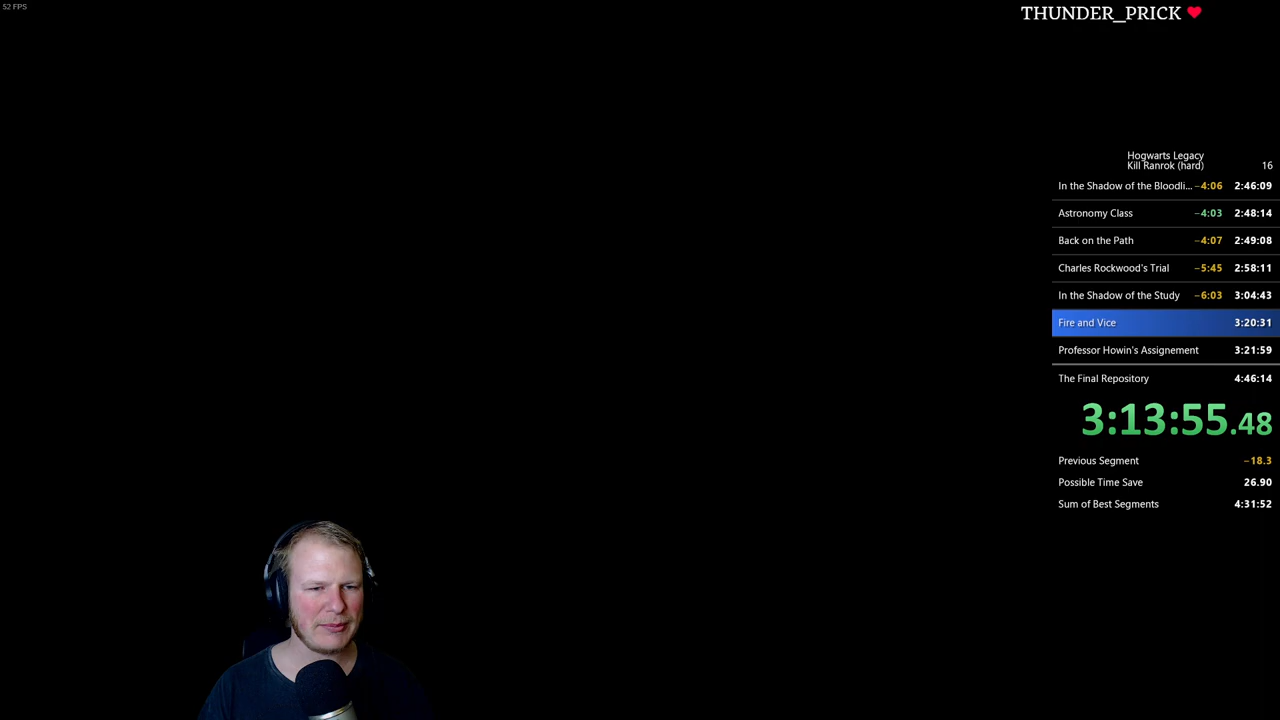 52 FPS
THUNDER_PRICK ❤
Hogwarts Legacy
Kill Ranrok (hard) 16
In the Shadow of the Bloodli... −4:06 2:46:09
Astronomy Class −4:03 2:48:14
Back on the Path −4:07 2:49:08
Charles Rockwood's Trial −5:45 2:58:11
In the Shadow of the Study −6:03 3:04:43
Fire and Vice 3:20:31
Professor Howin's Assignement 3:21:59
The Final Repository 4:46:14
3:13:55.48
Previous Segment −18.3
Possible Time Save 26.90
Sum of Best Segments 4:31:52